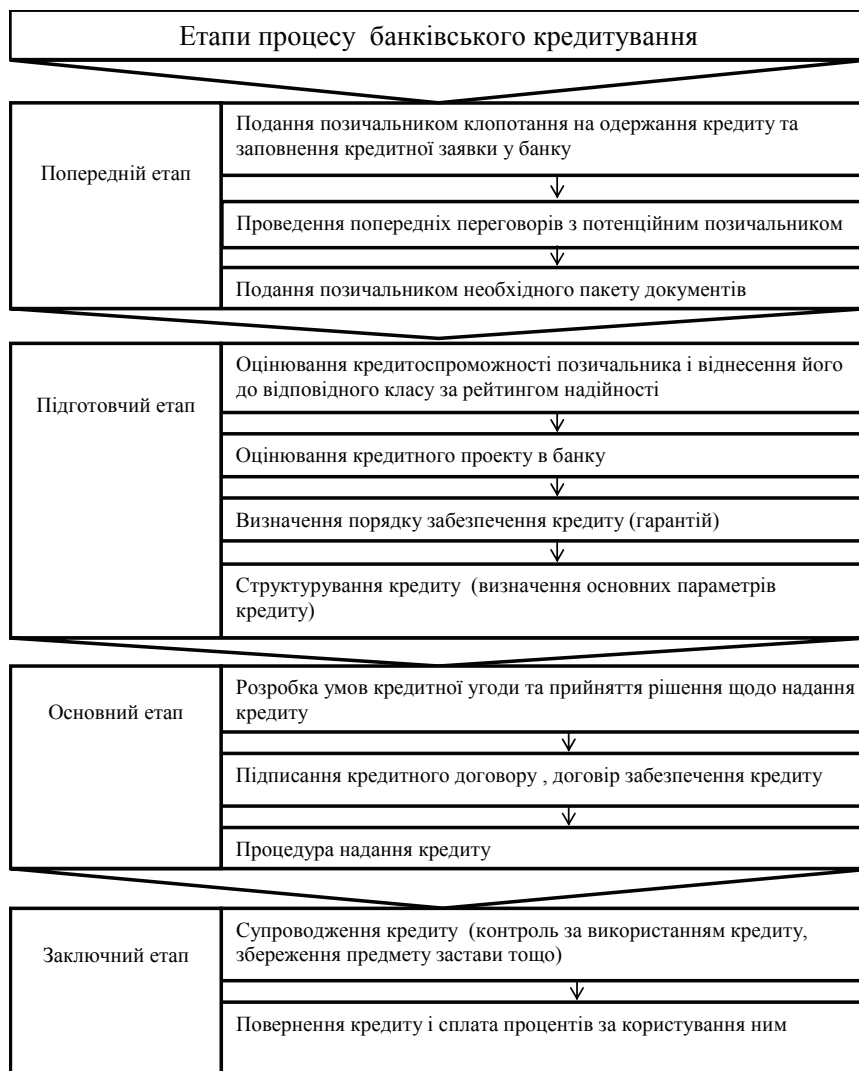 Етапи процесу банківського кредитування
Попередній етап
Подання позичальником клопотання на одержання кредиту та
заповнення кредитної заявки у банку
Проведення попередніх переговорів з потенційним позичальником
Подання позичальником необхідного пакету документів
Підготовчий етап
Оцінювання кредитоспроможності позичальника і віднесення його
до відповідного класу за рейтингом надійності
Оцінювання кредитного проекту в банку
Визначення порядку забезпечення кредиту (гарантій)
Структурування кредиту (визначення основних параметрів
кредиту)
Основний етап
Розробка умов кредитної угоди та прийняття рішення щодо надання
кредиту
Підписання кредитного договору , договір забезпечення кредиту
Процедура надання кредиту
Заключний етап
Супроводження кредиту (контроль за використанням кредиту,
збереження предмету застави тощо)
Повернення кредиту і сплата процентів за користування ним